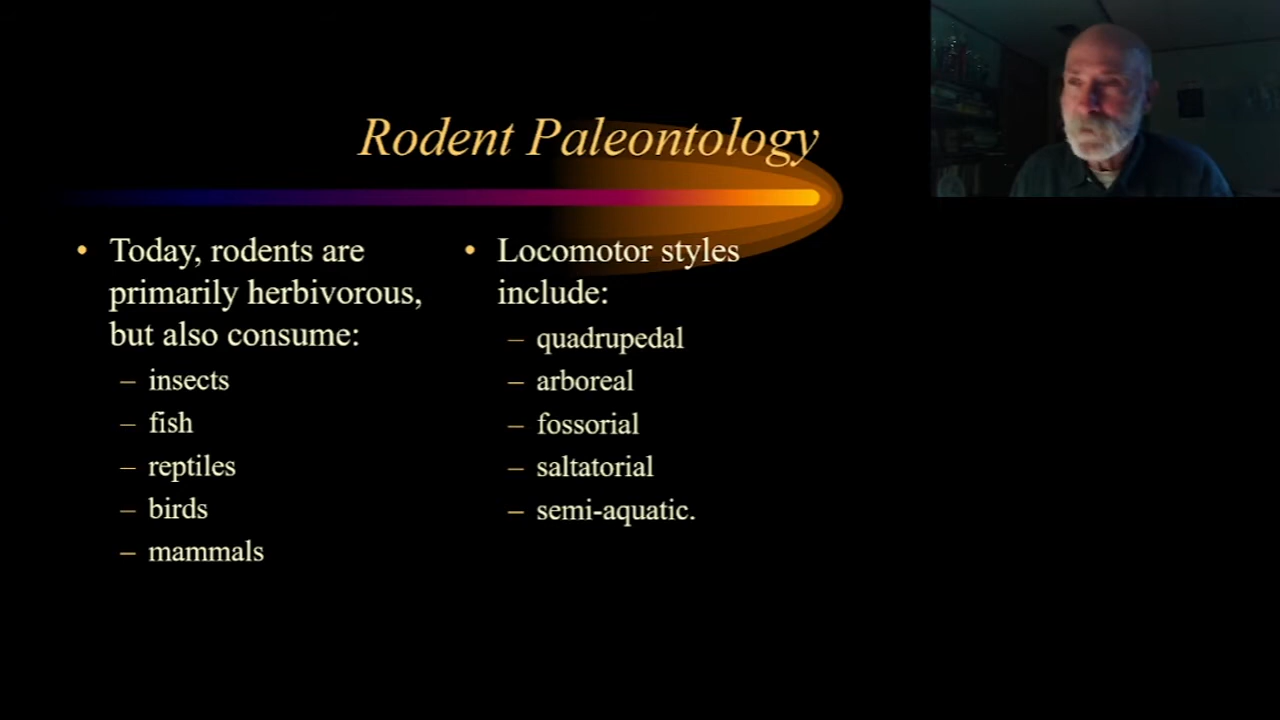 Rodent Paleontology
• Today, rodents are
primarily herbivorous,
but also consume:
– insects
– fish
– reptiles
– birds
– mammals
• Locomotor styles
include:
– quadrupedal
– arboreal
– fossorial
– saltatorial
– semi-aquatic.